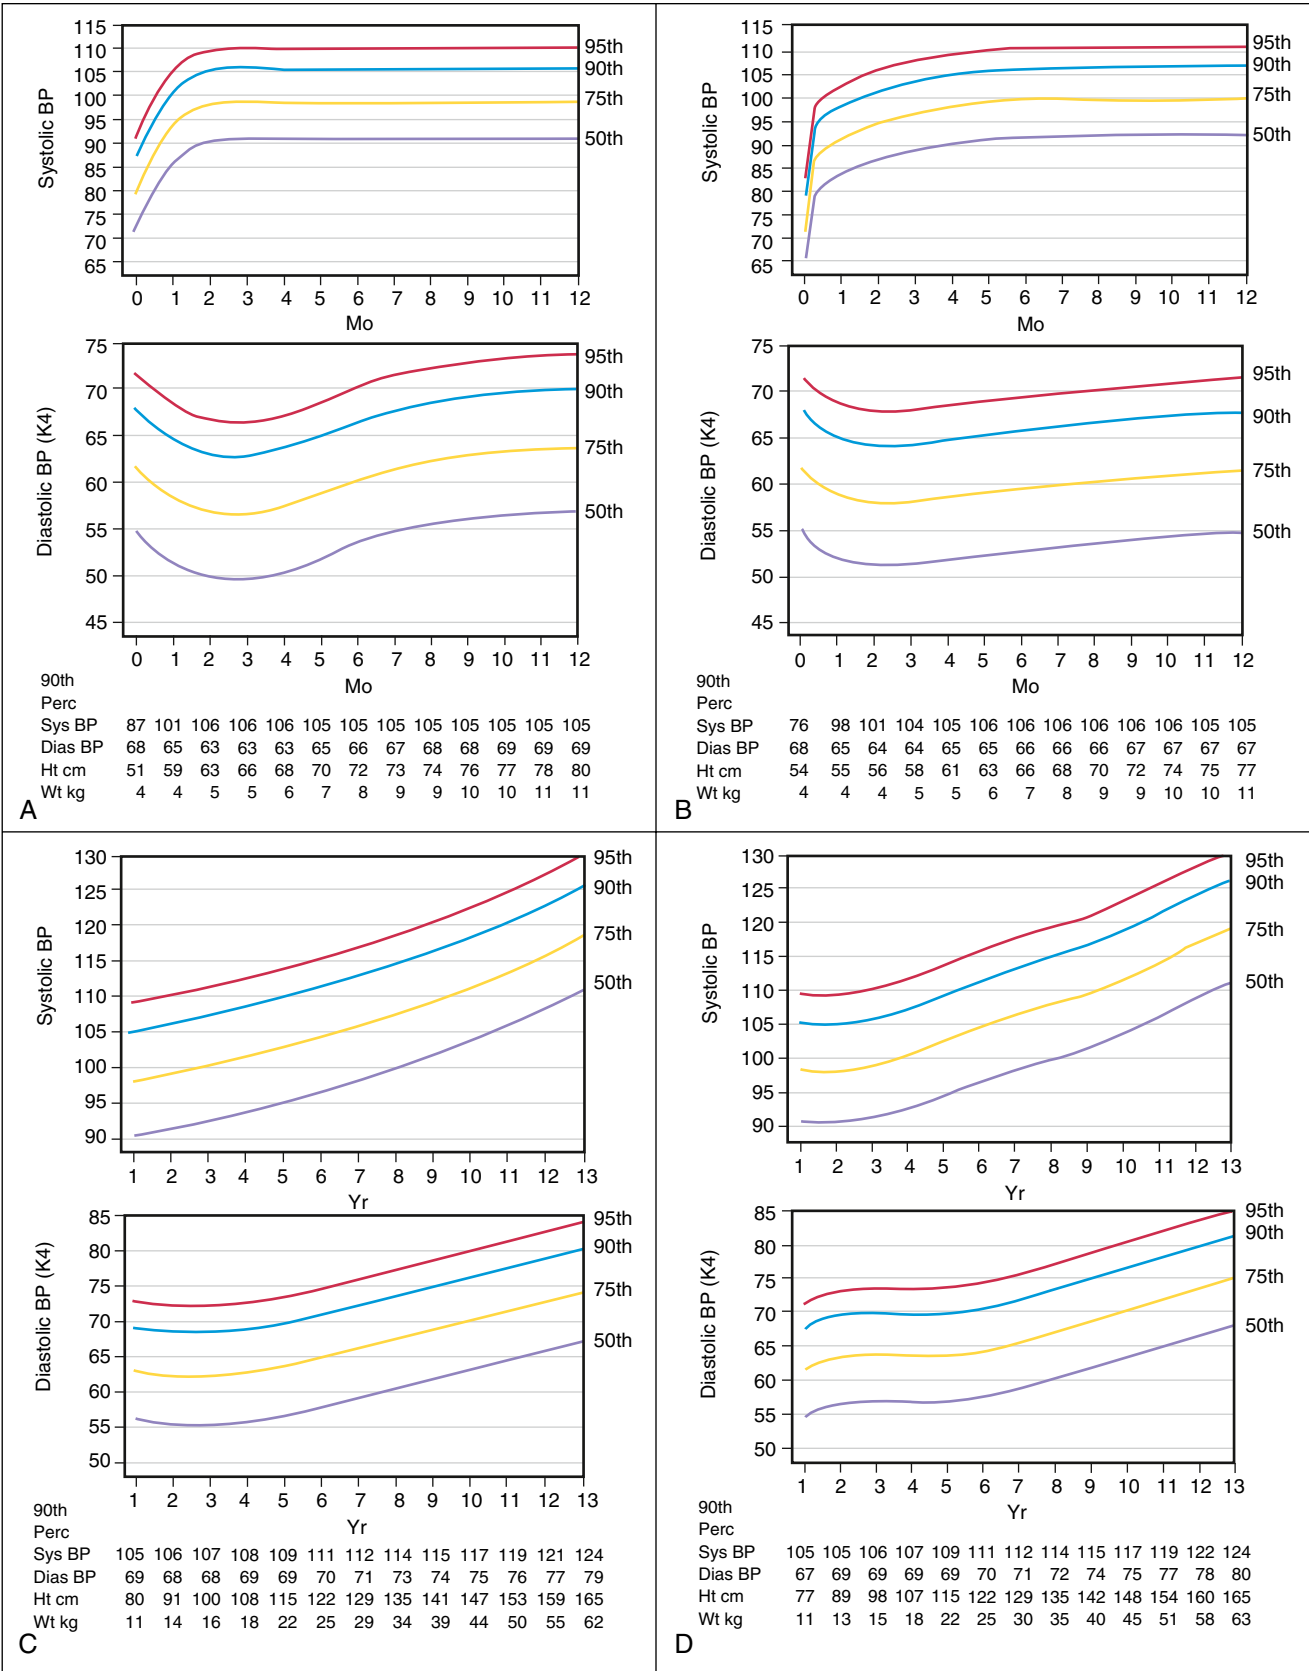 115
110
105
100
95
90
85
80
75
70
65
Systolic BP
95th
90th
75th
50th
0 1 2 3 4 5 6 7 8 9 10 11 12
Mo
75
70
65
60
55
50
45
Diastolic BP (K4)
95th
90th
75th
50th
0 1 2 3 4 5 6 7 8 9 10 11 12
Mo
90th
Perc
Sys BP 87 101 106 106 106 105 105 105 105 105 105 105 105
Dias BP 68 65 63 63 63 65 66 67 68 68 69 69 69
Ht cm 51 59 63 66 68 70 72 73 74 76 77 78 80
Wt kg 4 4 5 5 6 7 8 9 9 10 10 11 11
A
115
110
105
100
95
90
85
80
75
70
65
Systolic BP
95th
90th
75th
50th
0 1 2 3 4 5 6 7 8 9 10 11 12
Mo
75
70
65
60
55
50
45
Diastolic BP (K4)
95th
90th
75th
50th
0 1 2 3 4 5 6 7 8 9 10 11 12
Mo
90th
Perc
Sys BP 76 98 101 104 105 106 106 106 106 106 106 105 105
Dias BP 68 65 64 64 65 65 66 66 66 67 67 67 67
Ht cm 54 55 56 58 61 63 66 68 70 72 74 75 77
Wt kg 4 4 4 5 5 6 7 8 9 9 10 10 11
B
130
125
120
115
110
105
100
95
90
Systolic BP
95th
90th
75th
50th
1 2 3 4 5 6 7 8 9 10 11 12 13
Yr
85
80
75
70
65
60
55
50
Diastolic BP (K4)
95th
90th
75th
50th
1 2 3 4 5 6 7 8 9 10 11 12 13
Yr
90th
Perc
Sys BP 105 106 107 108 109 111 112 114 115 117 119 121 124
Dias BP 69 68 68 69 69 70 71 73 74 75 76 77 79
Ht cm 80 91 100 108 115 122 129 135 141 147 153 159 165
Wt kg 11 14 16 18 22 25 29 34 39 44 50 55 62
C
130
125
120
115
110
105
100
95
90
Systolic BP
95th
90th
75th
50th
1 2 3 4 5 6 7 8 9 10 11 12 13
Yr
85
80
75
70
65
60
55
50
Diastolic BP (K4)
95th
90th
75th
50th
1 2 3 4 5 6 7 8 9 10 11 12 13
Yr
90th
Perc
Sys BP 105 105 106 107 109 111 112 114 115 117 119 122 124
Dias BP 67 69 69 69 69 70 71 72 74 75 77 78 80
Ht cm 77 89 98 107 115 122 129 135 142 148 154 160 165
Wt kg 11 13 15 18 22 25 30 35 40 45 51 58 63
D